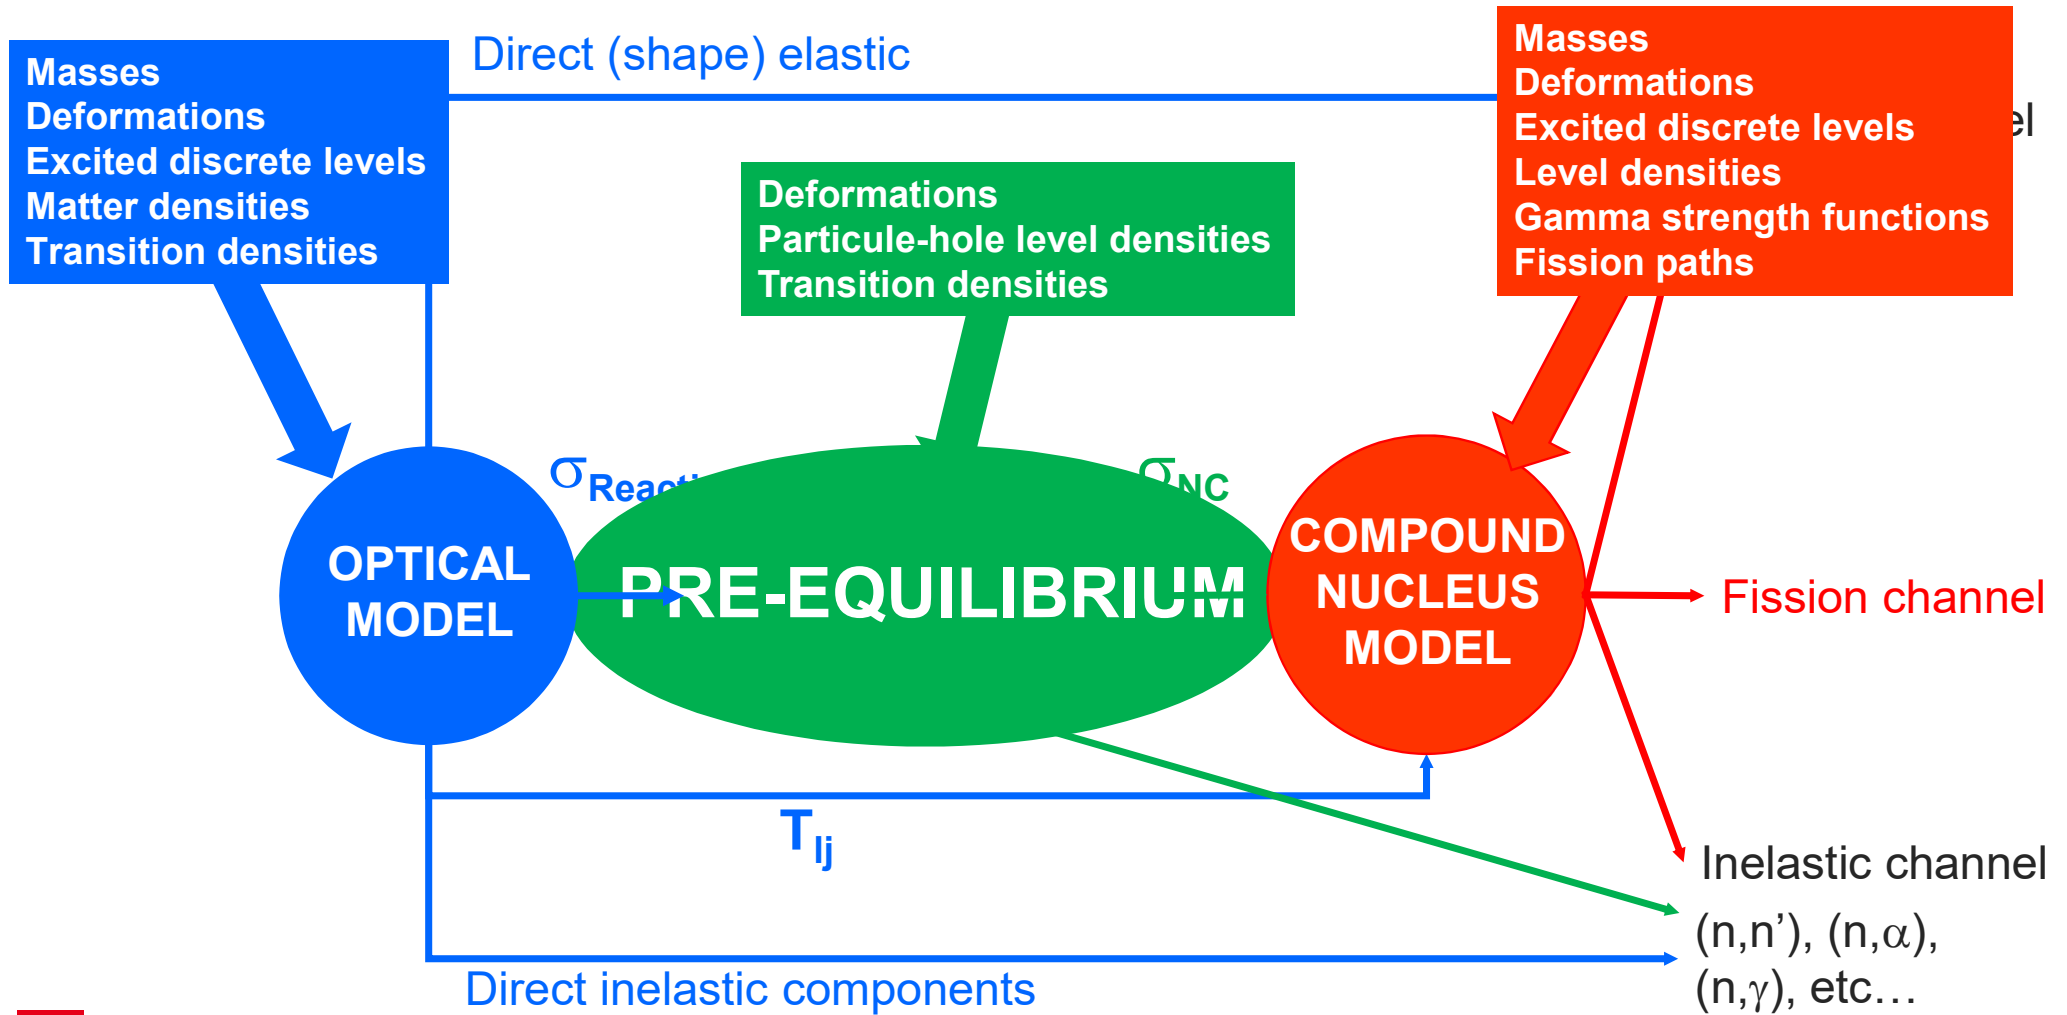 Direct (shape) elastic
Masses
Deformations
Excited discrete levels
Matter densities
Transition densities
Deformations
Particule-hole level densities
Transition densities
Masses
Deformations
Excited discrete levels
Level densities
Gamma strength functions
Fission paths
σReacti
σNC
OPTICAL
MODEL
PRE-EQUILIBRIUM
COMPOUND
NUCLEUS
MODEL
Fission channel
Tlj
Inelastic channel
(n,n’), (n,α),
(n,γ), etc…
Direct inelastic components